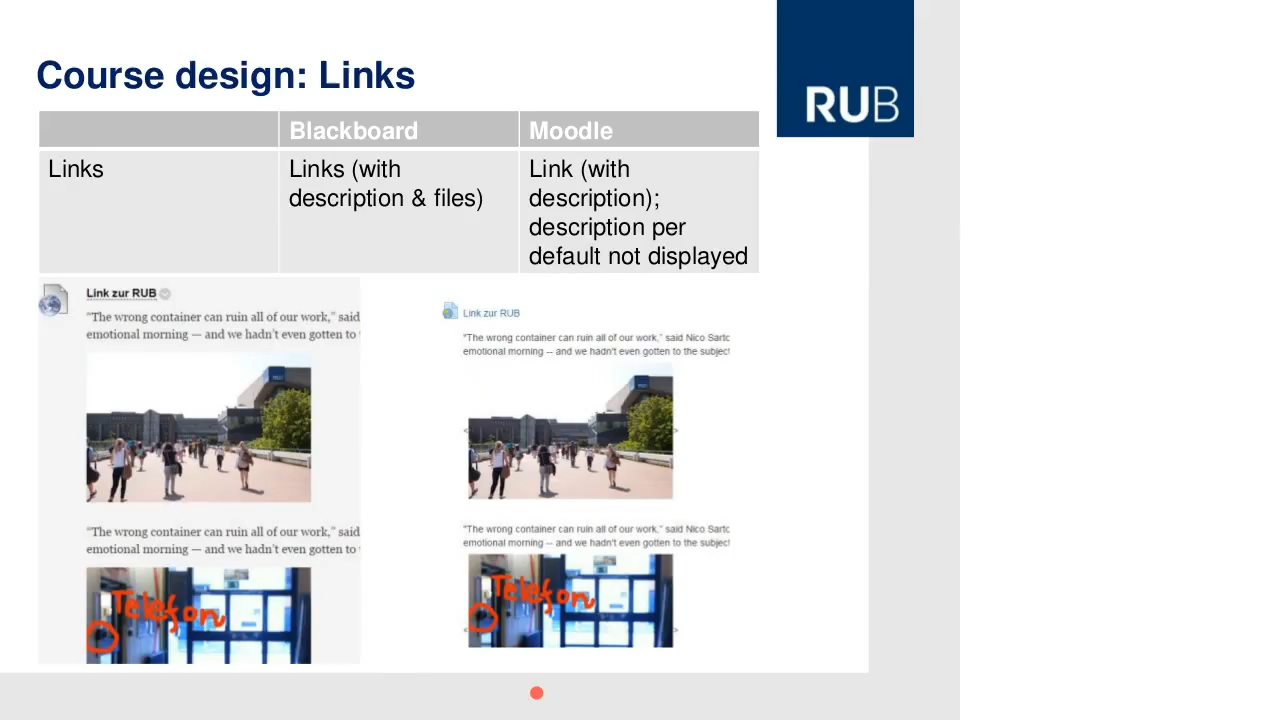 Course design: Links
RUB
Blackboard
Moodle
Links
Links (with
description & files)
Link (with
description);
description per
default not displayed
Link zur RUB
"The wrong container can ruin all of our work," said
emotional morning — and we hadn't even gotten to
"The wrong container can ruin all of our work," said
emotional morning — and we hadn't even gotten to
Telefon
Link zur RUB
"The wrong container can ruin all of our work," said Nico Sartc
emotional morning -- and we hadn't even gotten to the subject
"The wrong container can ruin all of our work," said Nico Sartc
emotional morning -- and we hadn't even gotten to the subject
Telefon